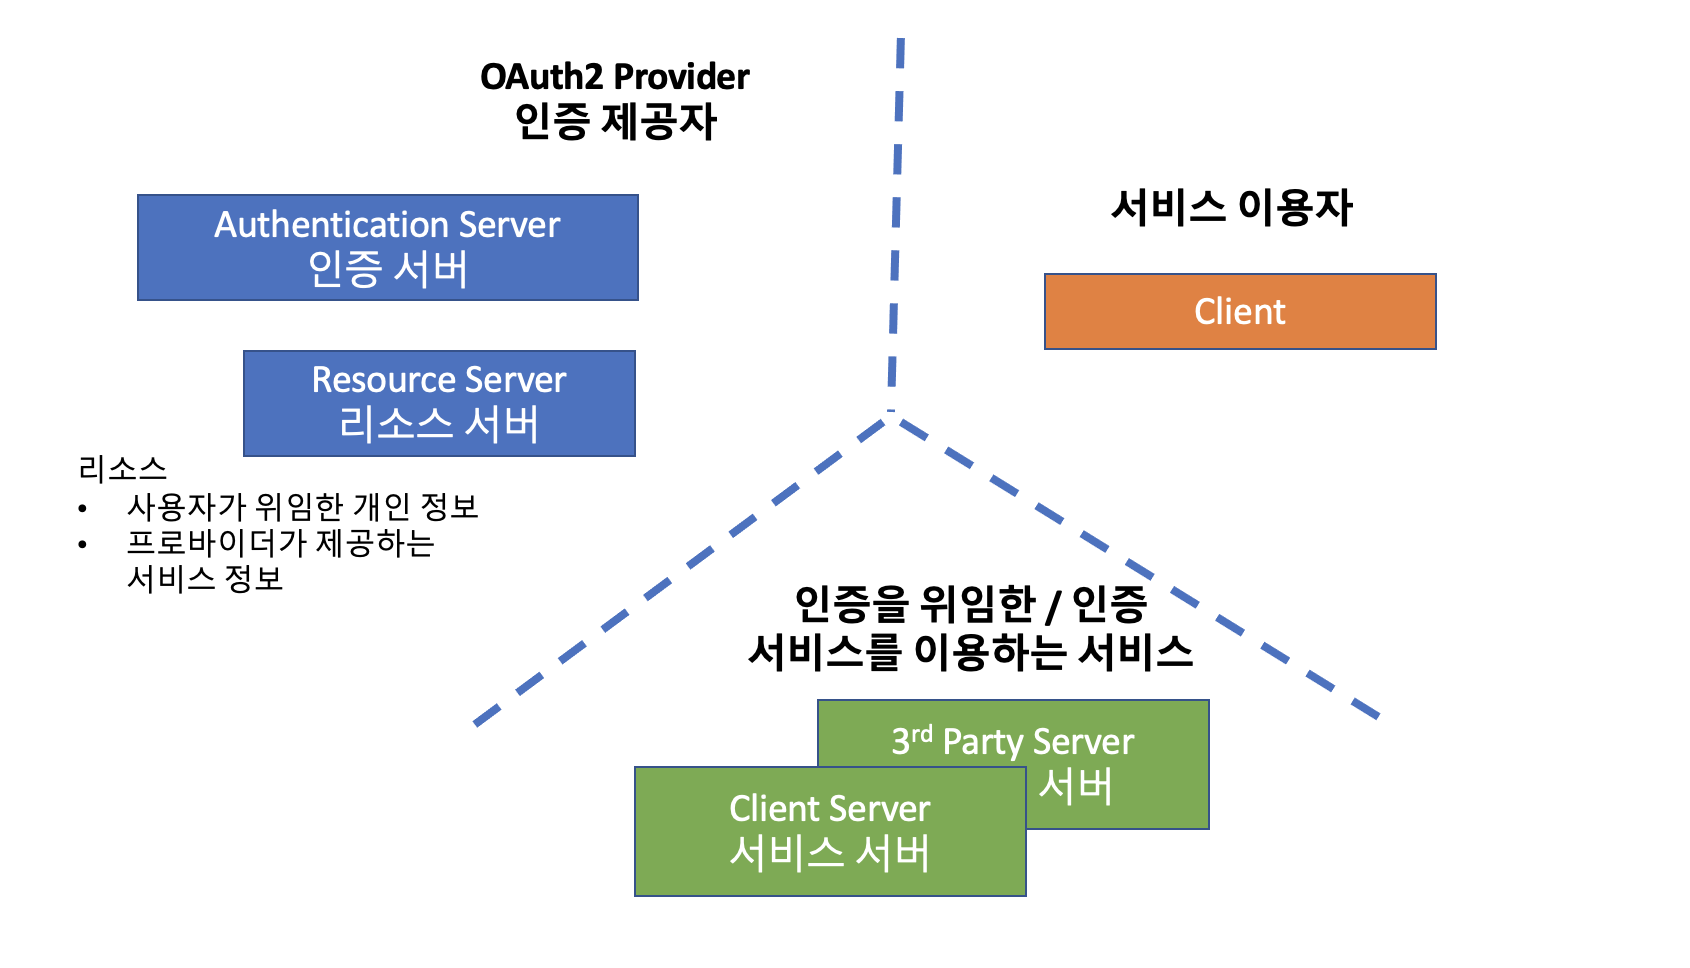 OAuth2 Provider
인증 제공자
Authentication Server
인증 서버
Resource Server
리소스 서버
리소스
• 사용자가 위임한 개인 정보
• 프로바이더가 제공하는
서비스 정보
서비스 이용자
Client
인증을 위임한 / 인증
서비스를 이용하는 서비스
3rd Party Server
서버
Client Server
서비스 서버